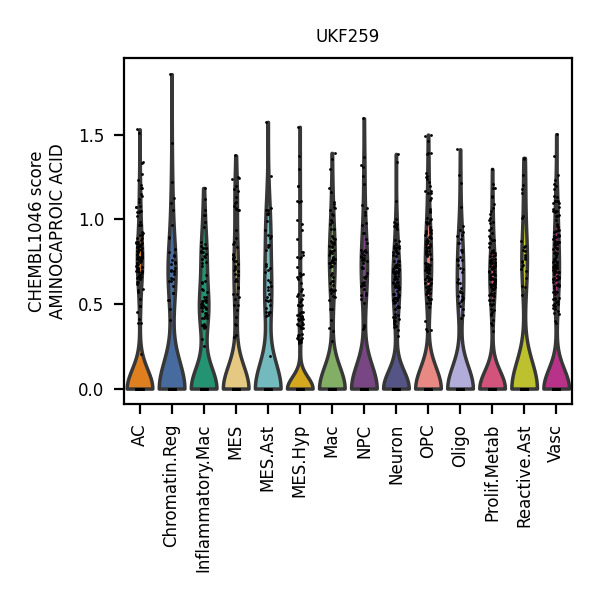 UKF259
CHEMBL1046 score
AMINOCAPROIC ACID
1.5
1.0
0.5
0.0
AC
Chromatin.Reg
Inflammatory.Mac
MES
MES.Ast
MES.Hyp
Mac
NPC
Neuron
OPC
Oligo
Prolif.Metab
Reactive.Ast
Vasc